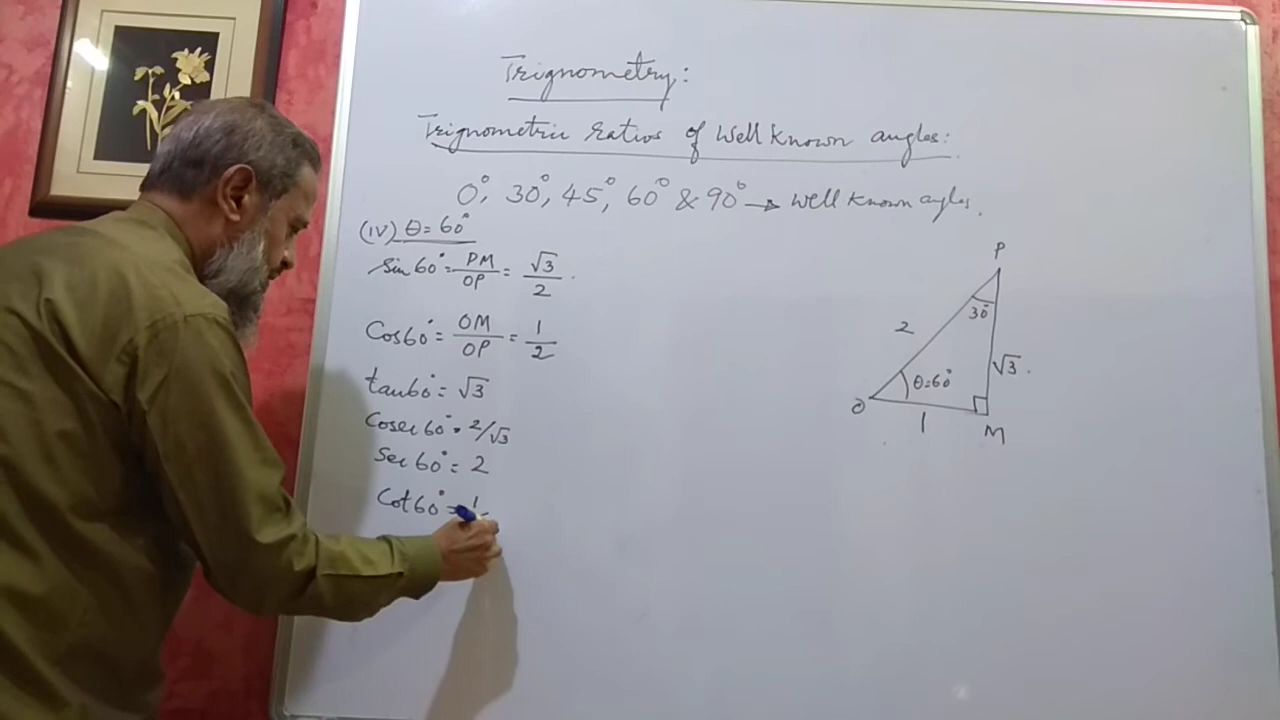 Trignometry:
Trignometric Ratios of Well Known angles:
0°, 30°, 45°, 60° & 90° → Well Known angles.
(IV) θ = 60°
Sin 60° = PM/OP = √3/2
Cos 60° = OM/OP = 1/2
tan 60° = √3
Cosec 60° = 2/√3
Sec 60° = 2
Cot 60° = 1
P
30°
2
√3
θ=60°
O
1
M